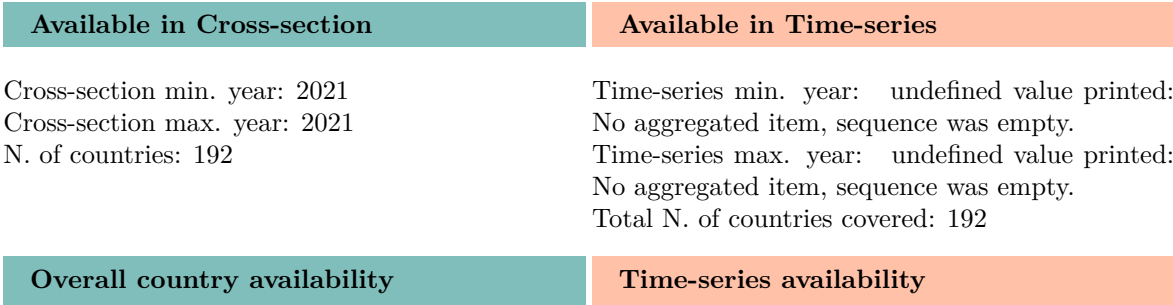 Available in Cross-section
Cross-section min. year: 2021
Cross-section max. year: 2021
N. of countries: 192
Available in Time-series
Time-series min. year: undefined value printed:
No aggregated item, sequence was empty.
Time-series max. year: undefined value printed:
No aggregated item, sequence was empty.
Total N. of countries covered: 192
Overall country availability
Time-series availability